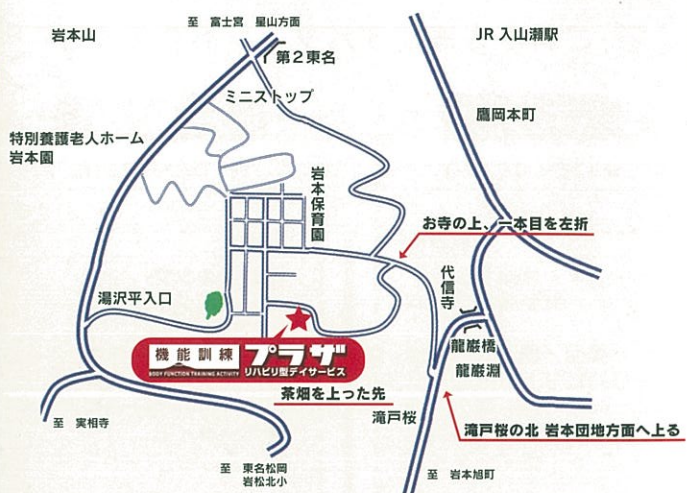 至 富士宮 星山方面
岩本山
JR 入山瀬駅
第2東名
ミニストップ
鷹岡本町
特別養護老人ホーム
岩本園
岩本保育園
お寺の上、一本目を左折
代信寺
湯沢平入口
龍巌橋
龍巌淵
機能訓練
BODY FUNCTION TRAINING ACTIVITY
プラザ
リハビリ型デイサービス
茶畑を上った先
滝戸桜
滝戸桜の北 岩本団地方面へ上る
至 実相寺
至 東名松岡
岩松北小
至 岩本旭町